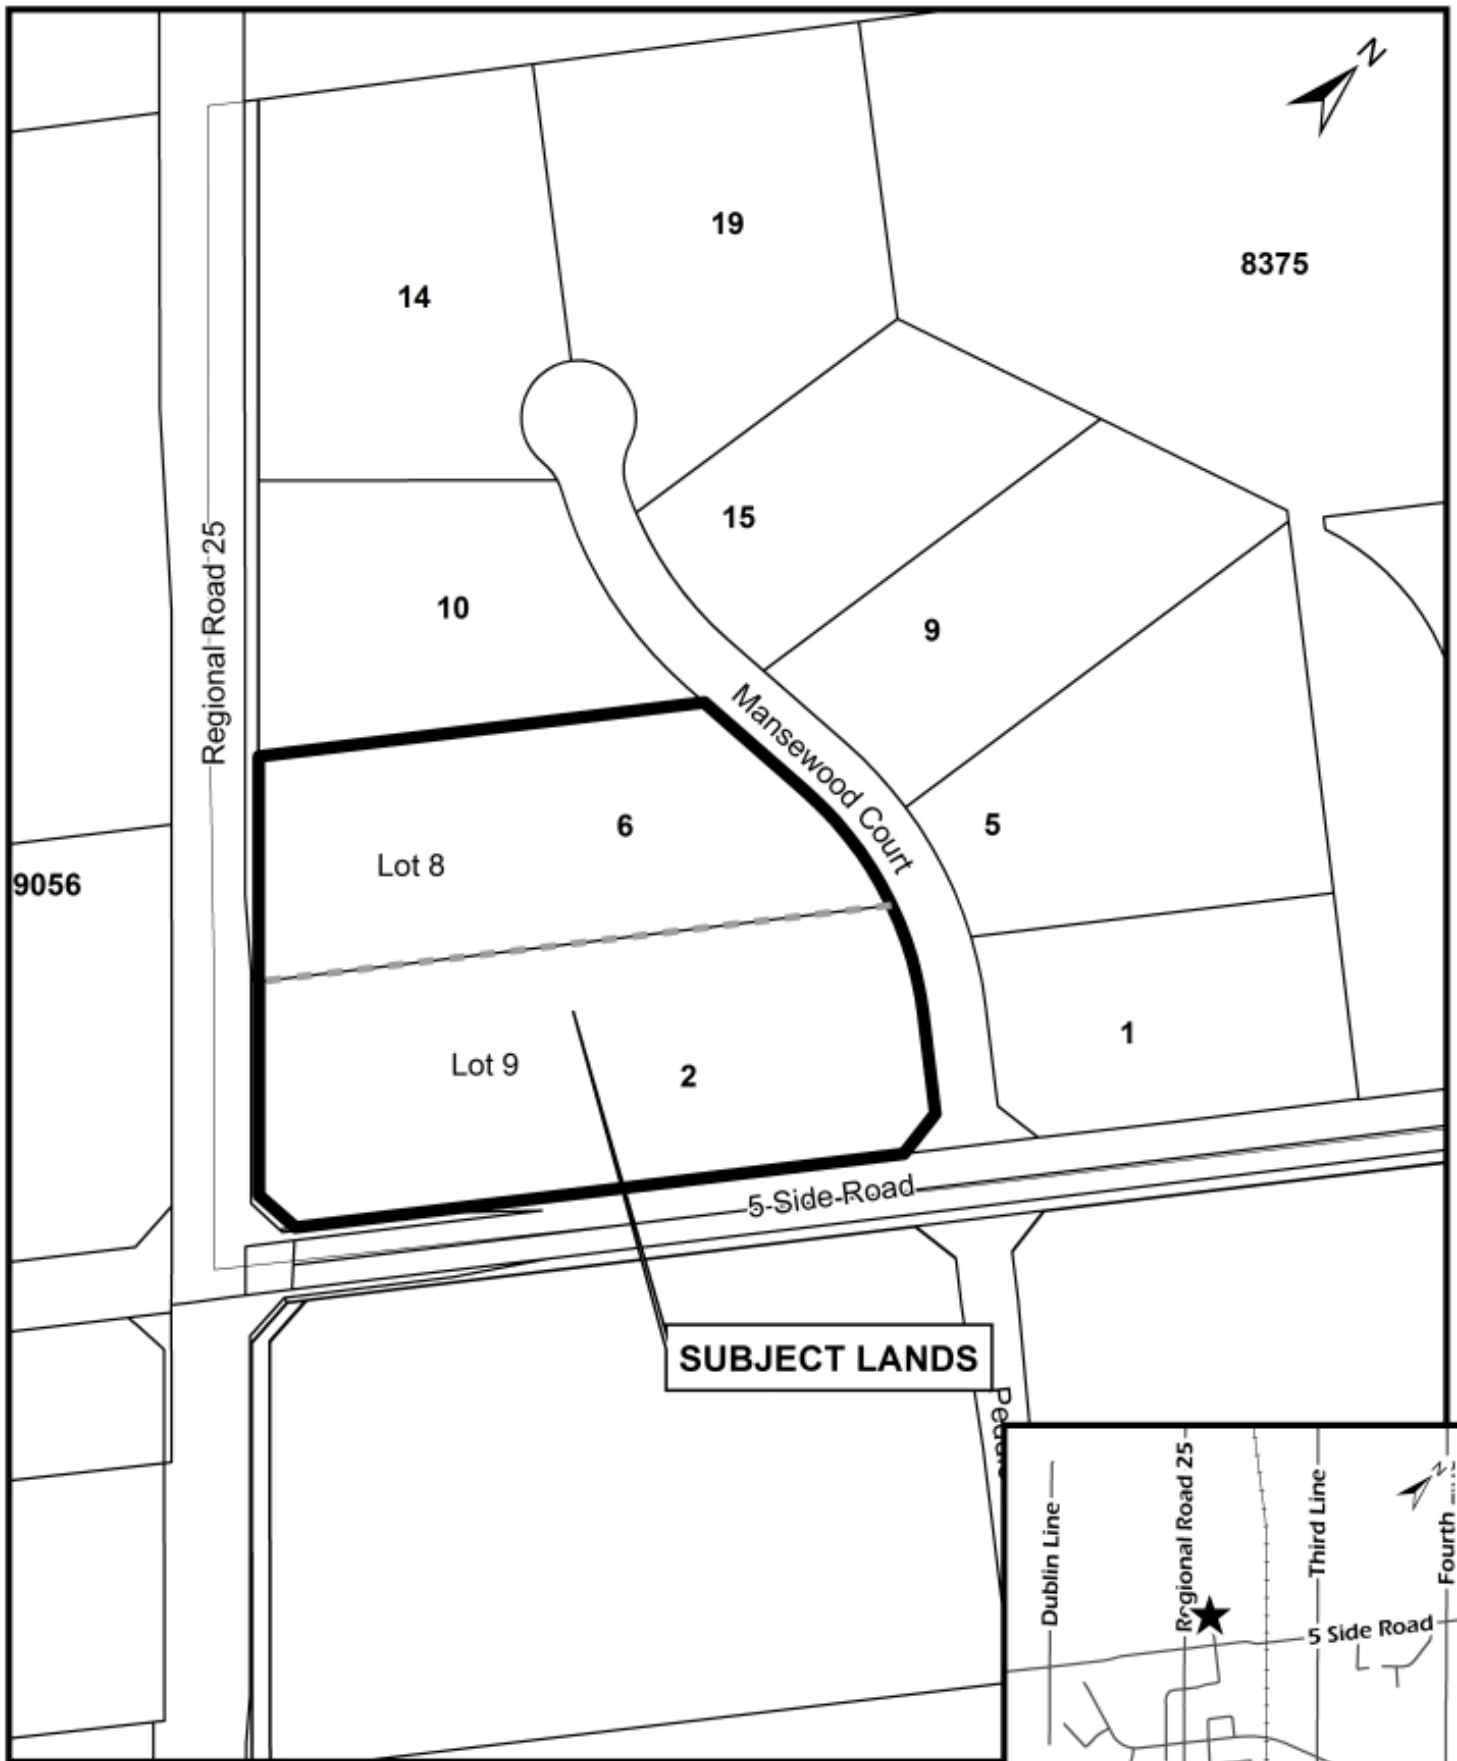 N
19
8375
14
15
10
9
Regional Road 25
Mansewood Court
6
5
Lot 8
9056
1
Lot 9
2
5 Side Road
SUBJECT LANDS
N
Dublin Line
Regional Road 25
Third Line
Fourth
5 Side Road